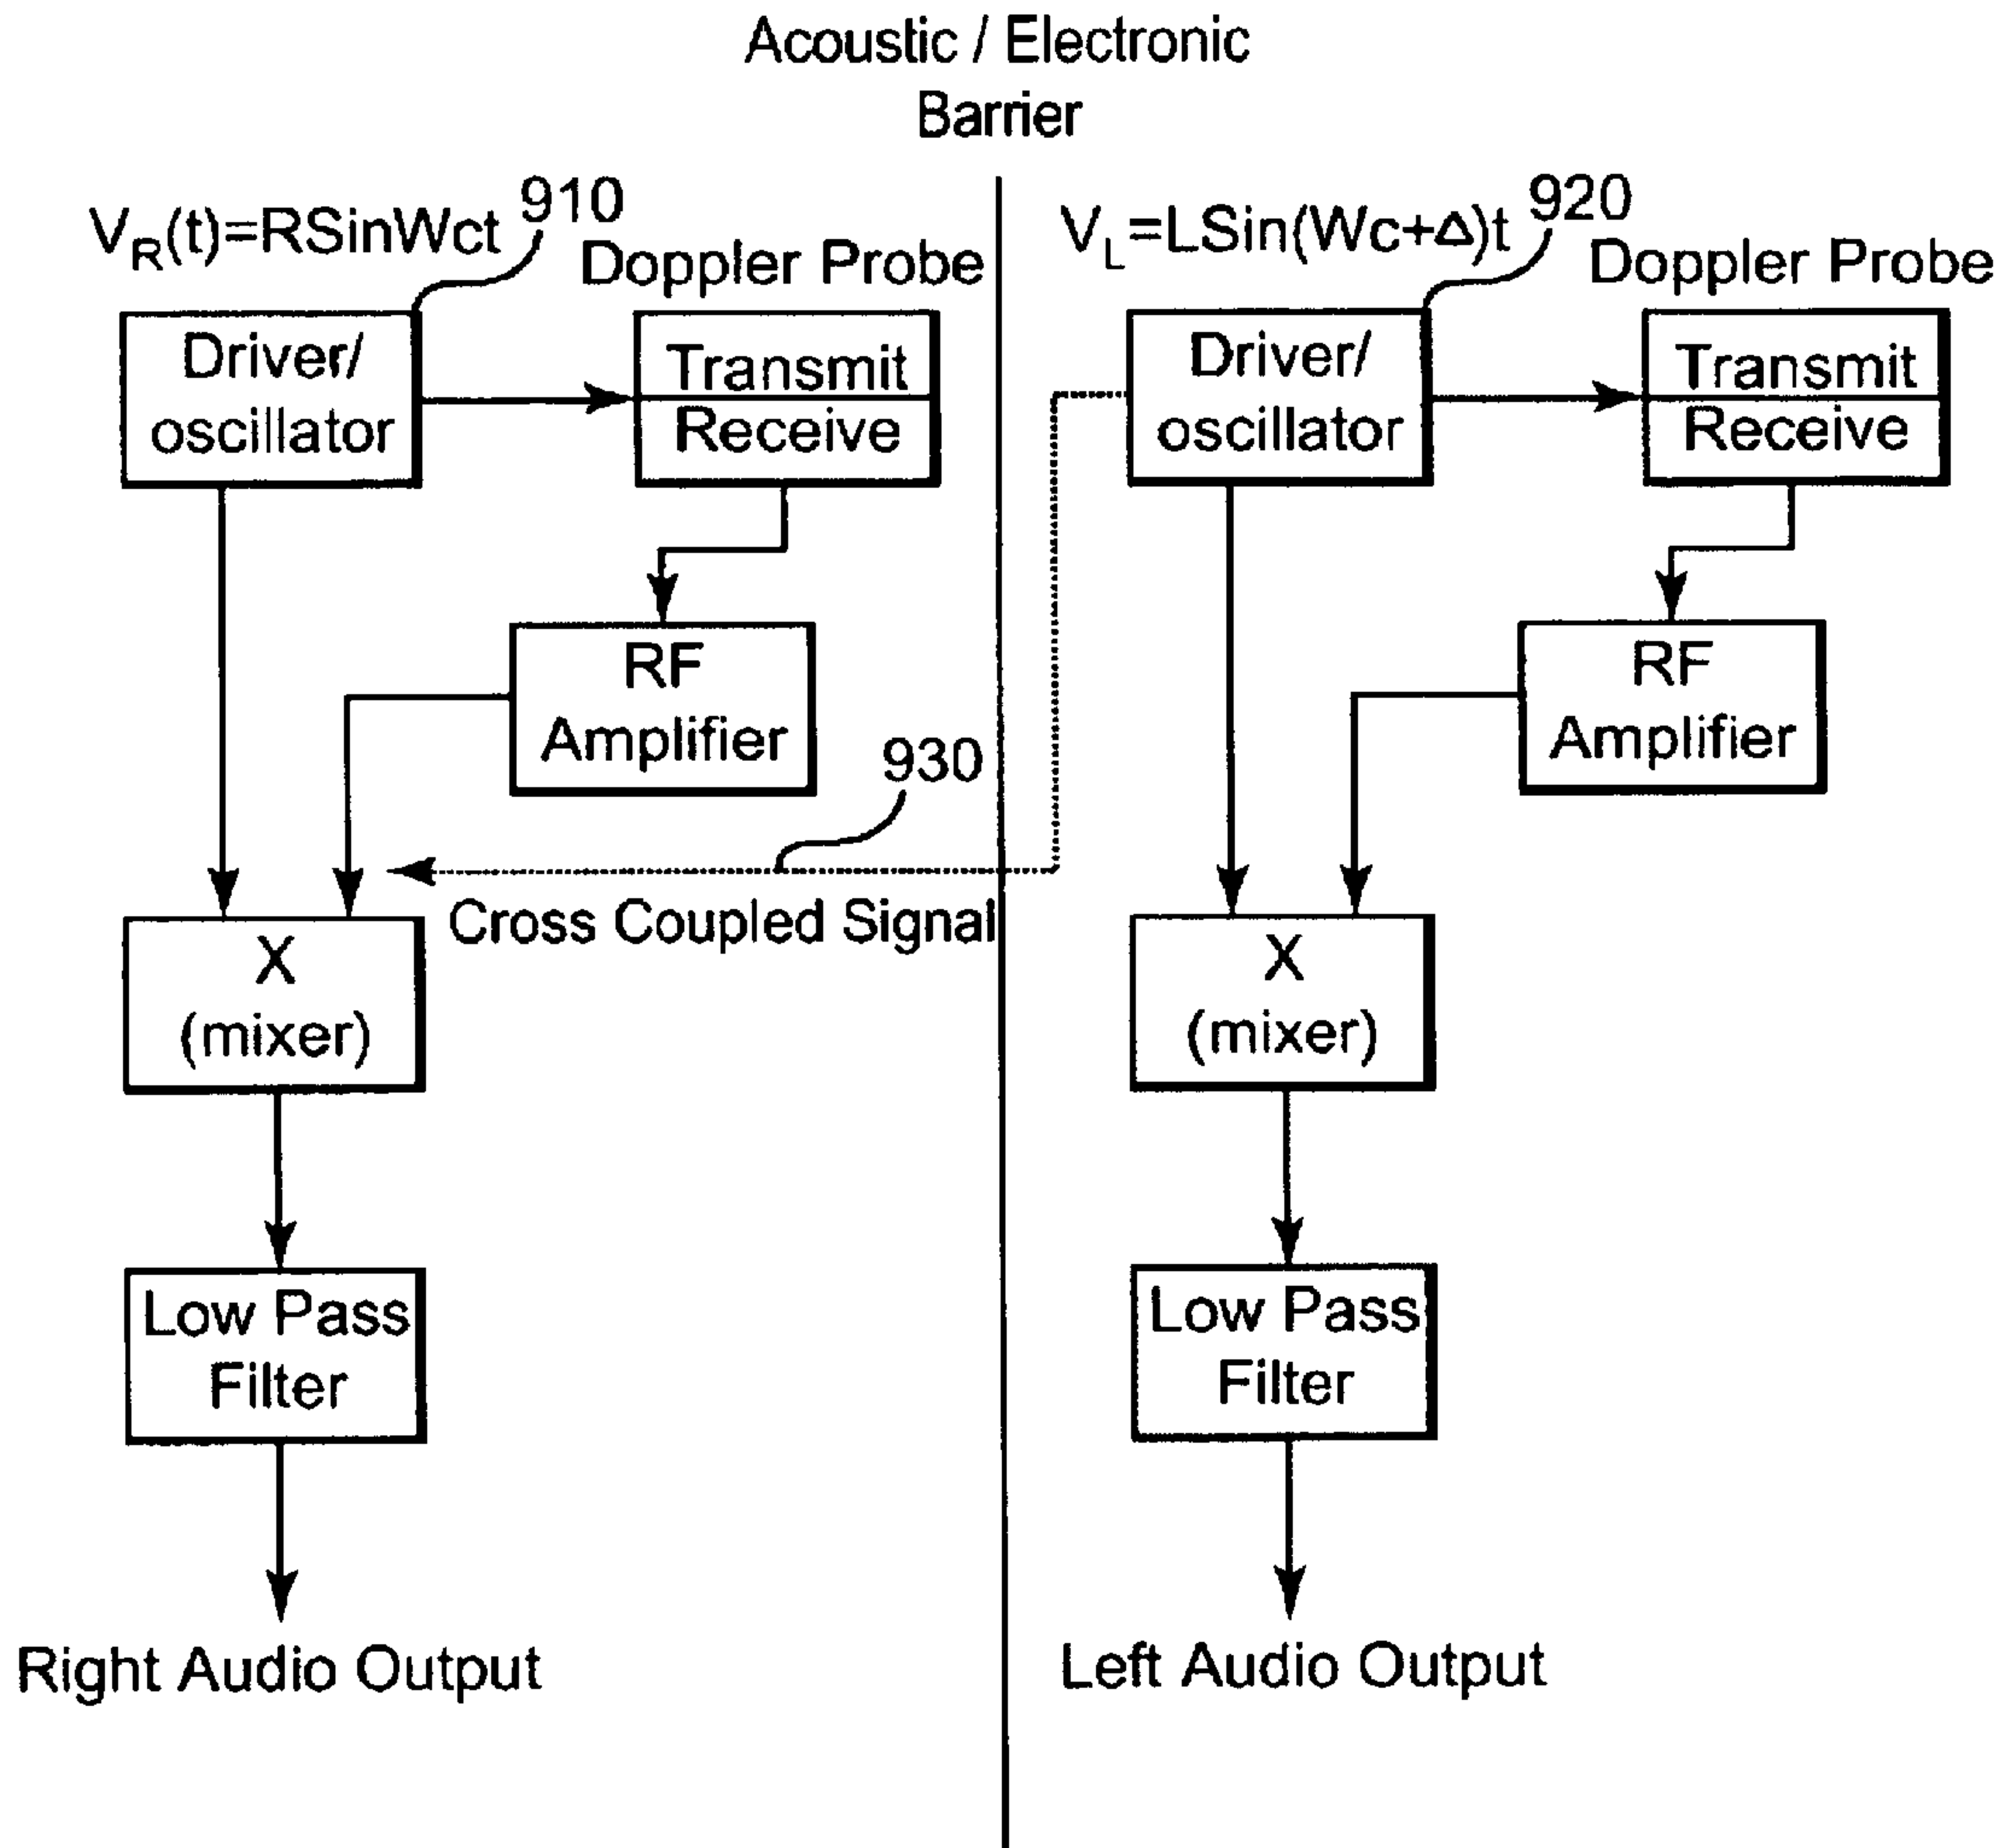 Acoustic / Electronic
Barrier
V_R(t)=RSinWct
910
Doppler Probe
Driver/
oscillator
Transmit
Receive
RF
Amplifier
930
Cross Coupled Signal
X
(mixer)
Low Pass
Filter
Right Audio Output
V_L=LSin(Wc+Δ)t
920
Doppler Probe
Driver/
oscillator
Transmit
Receive
RF
Amplifier
X
(mixer)
Low Pass
Filter
Left Audio Output